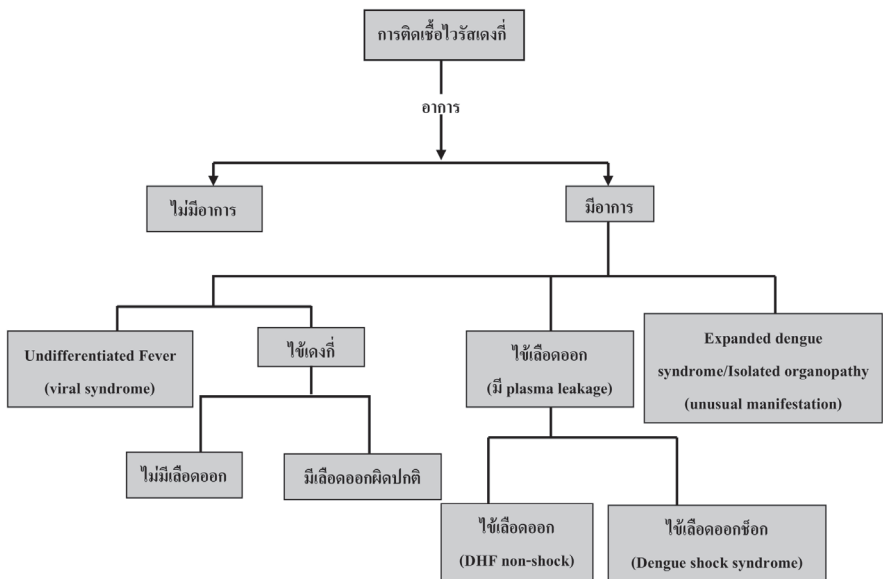 การติดเชื้อไวรัสเดงกี่
อาการ
ไม่มีอาการ
มีอาการ
Undifferentiated Fever
(viral syndrome)
ไข้เดงกี่
ไข้เลือดออก
(มี plasma leakage)
Expanded dengue
syndrome/Isolated organopathy
(unusual manifestation)
ไม่มีเลือดออก
มีเลือดออกผิดปกติ
ไข้เลือดออก
(DHF non-shock)
ไข้เลือดออกช็อก
(Dengue shock syndrome)